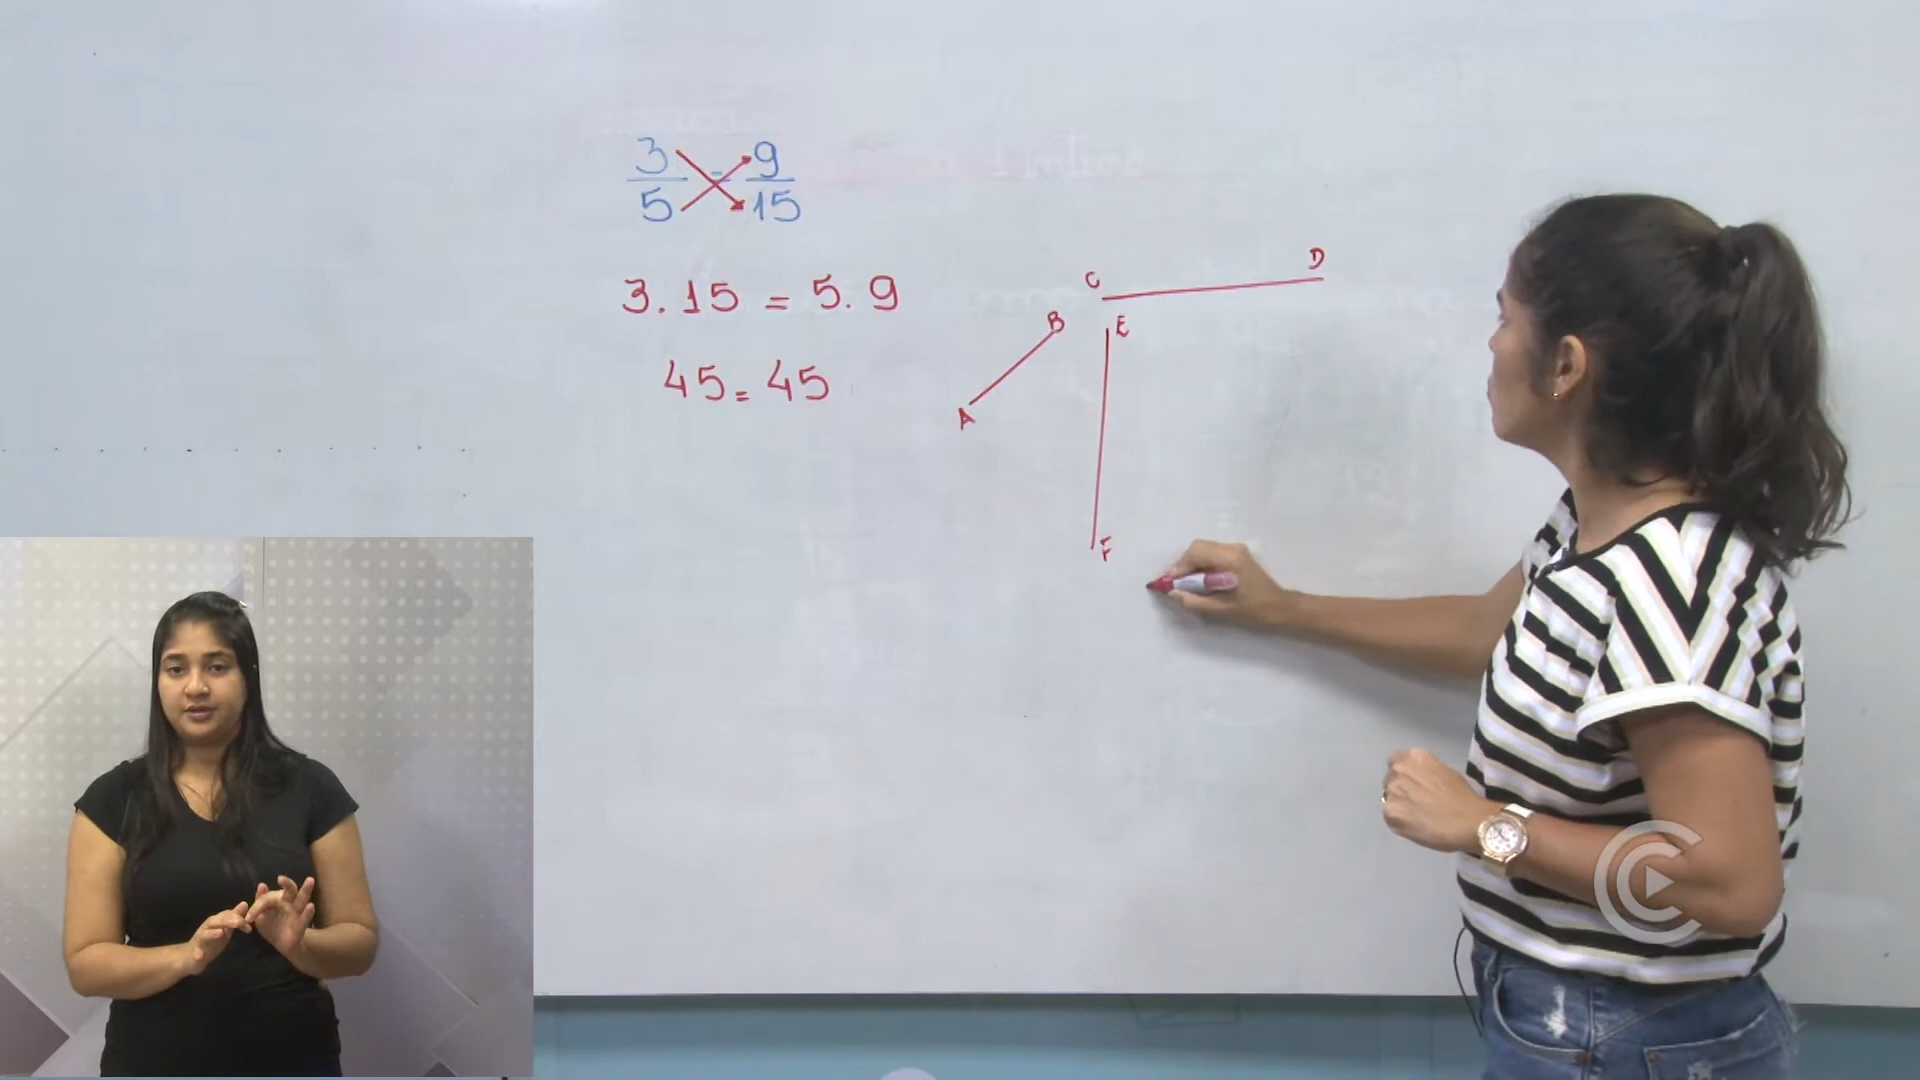 3/5 = 9/15
3.15 = 5.9
45 = 45
C D
B E
A
F